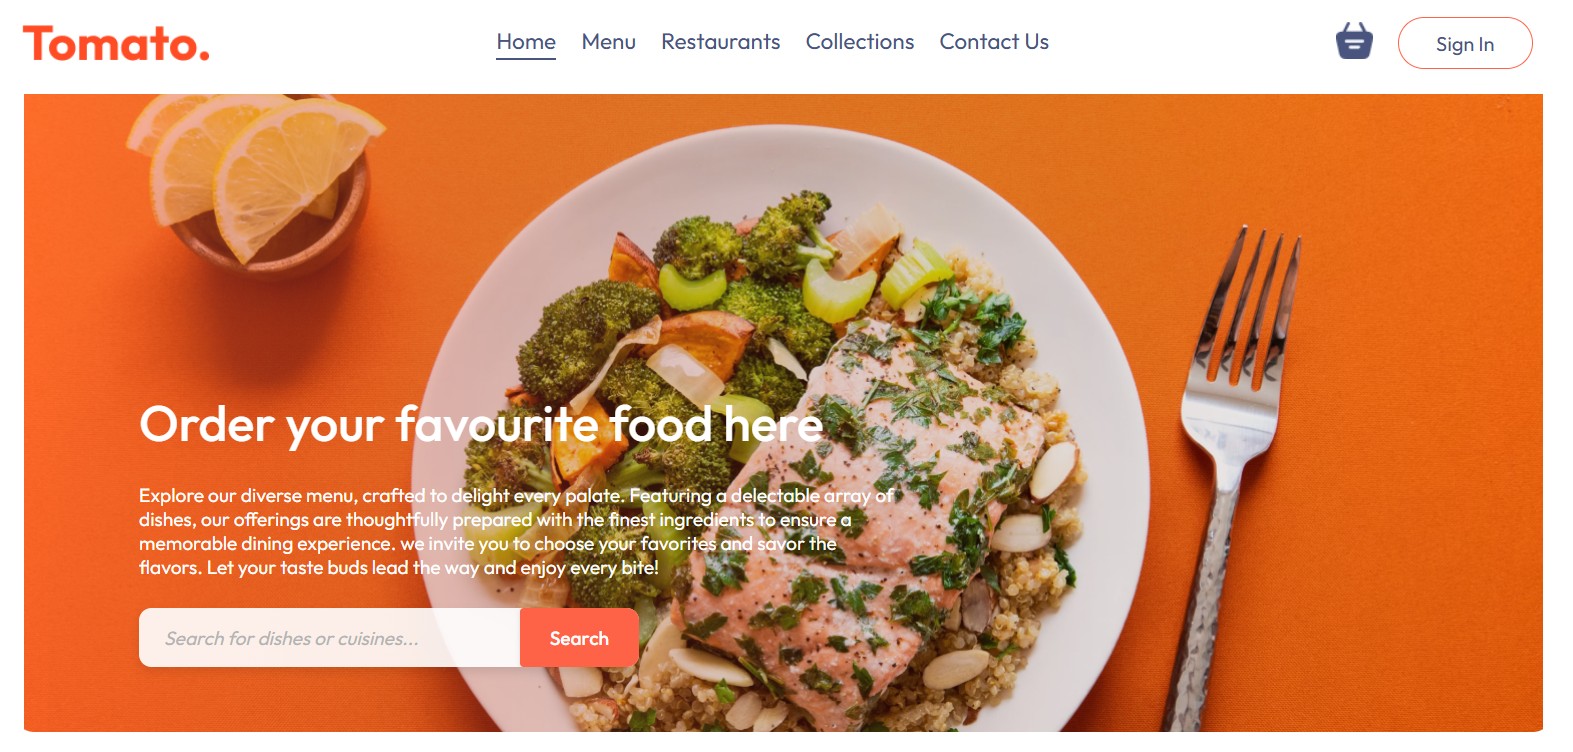 Tomato.
Home Menu Restaurants Collections Contact Us
Sign In
Order your favourite food here
Explore our diverse menu, crafted to delight every palate. Featuring a delectable array of
dishes, our offerings are thoughtfully prepared with the finest ingredients to ensure a
memorable dining experience. we invite you to choose your favorites and savor the
flavors. Let your taste buds lead the way and enjoy every bite!
Search for dishes or cuisines...
Search